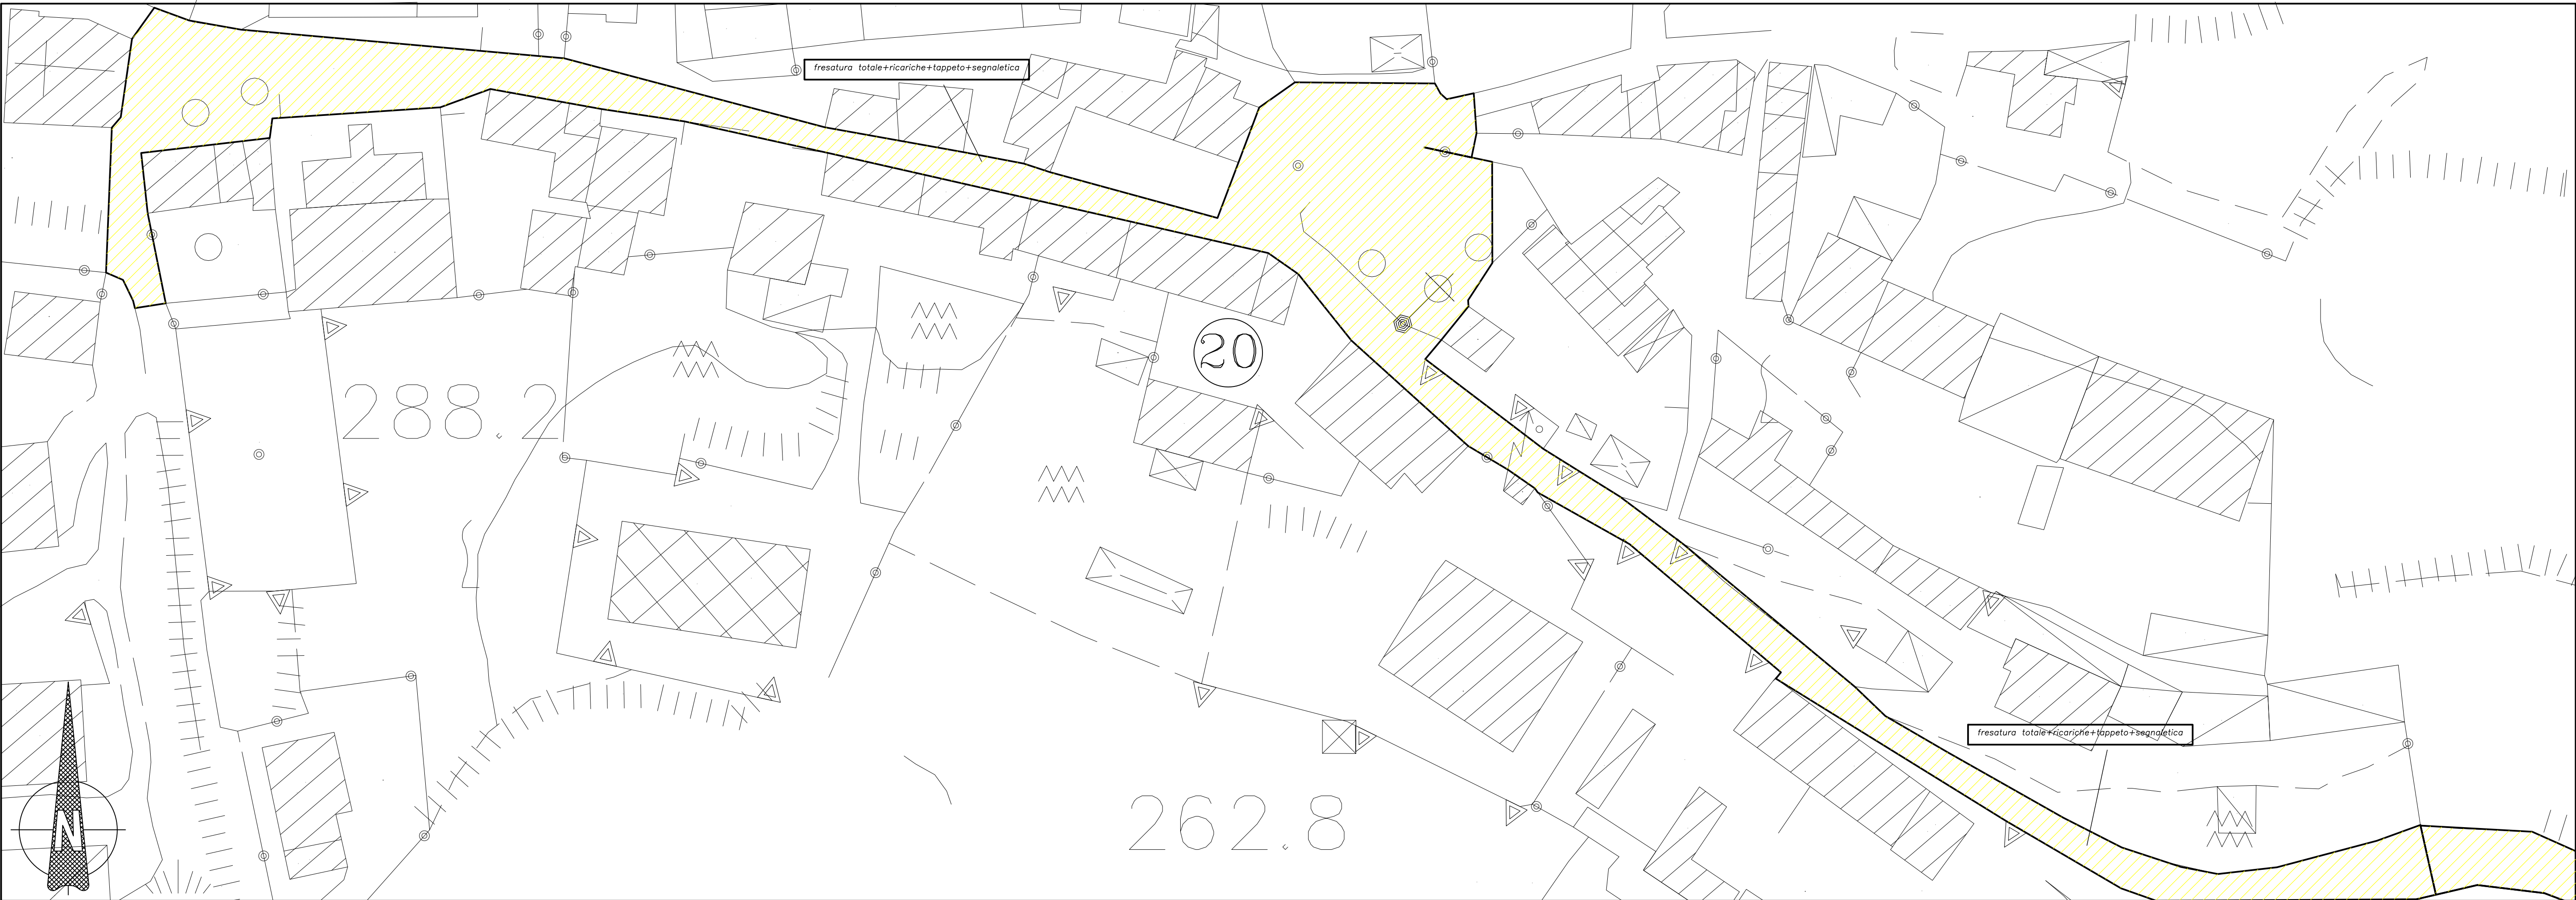 fresatura totale+ricariche+tappeto+segnaletica
20
288.2
fresatura totale+ricariche+tappeto+segnaletica
262.8
N